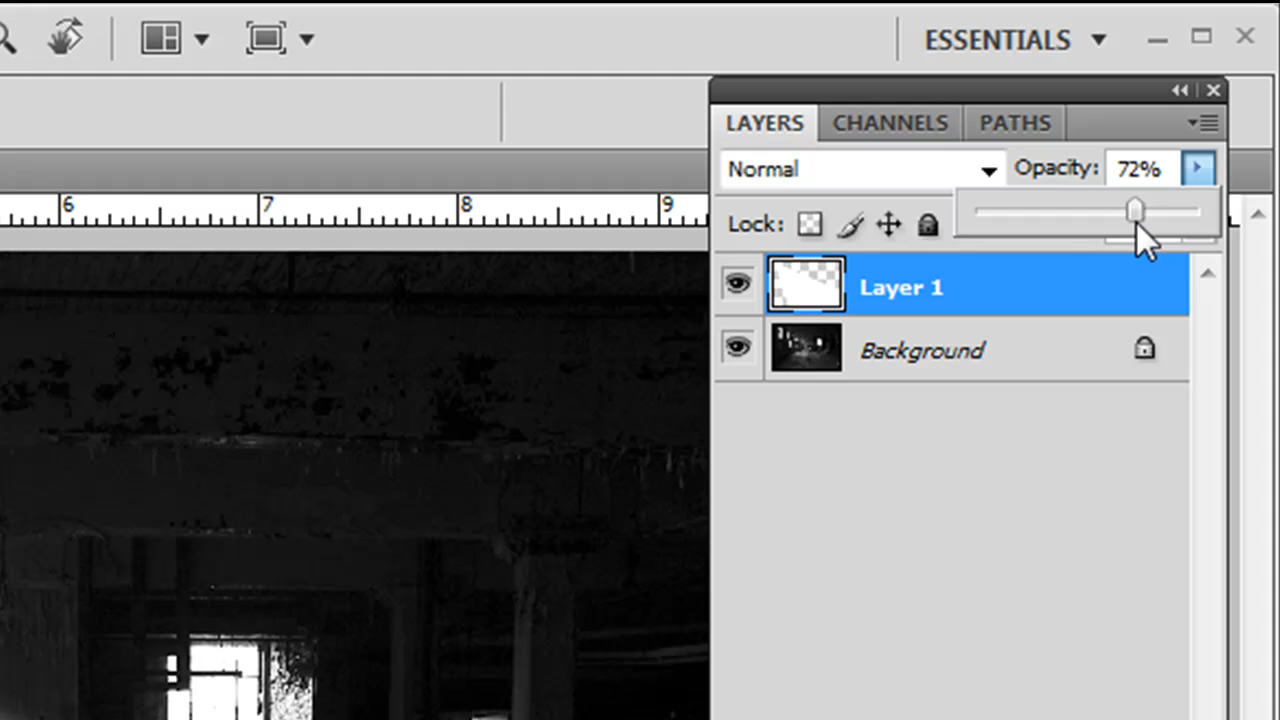 ESSENTIALS
LAYERS CHANNELS PATHS
Normal Opacity: 72%
6 7 8 9
Lock:
Layer 1
Background